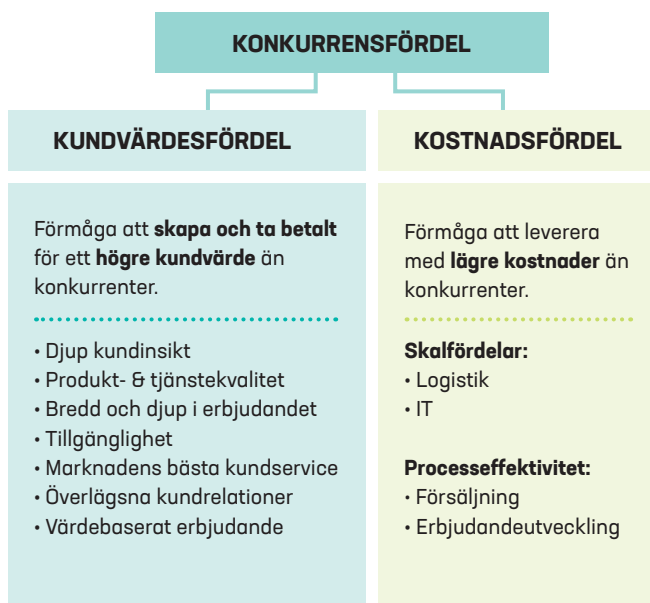 KONKURRENSFÖRDEL
KUNDVÄRDESFÖRDEL
Förmåga att skapa och ta betalt
för ett högre kundvärde än
konkurrenter.
• Djup kundinsikt
• Produkt- & tjänstekvalitet
• Bredd och djup i erbjudandet
• Tillgänglighet
• Marknadens bästa kundservice
• Överlägsna kundrelationer
• Värdebaserat erbjudande
KOSTNADSFÖRDEL
Förmåga att leverera
med lägre kostnader än
konkurrenter.
Skalfördelar:
• Logistik
• IT
Processeffektivitet:
• Försäljning
• Erbjudandeutveckling